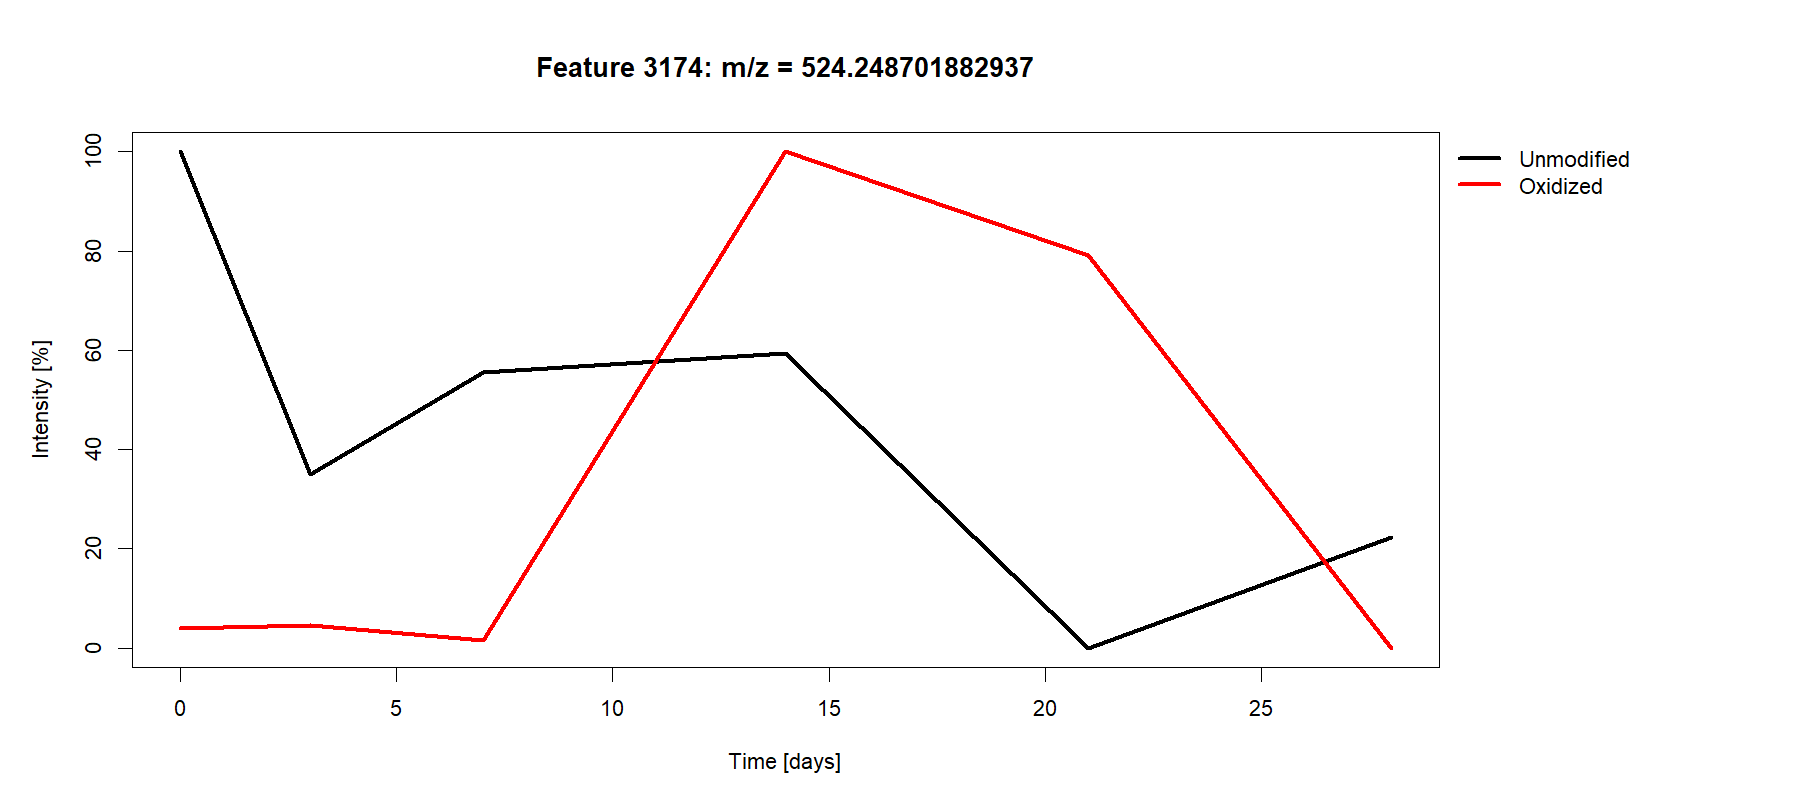 Feature 3174: m/z = 524.248701882937
Unmodified
Oxidized
100
80
60
40
20
0
Intensity [%]
0 5 10 15 20 25
Time [days]